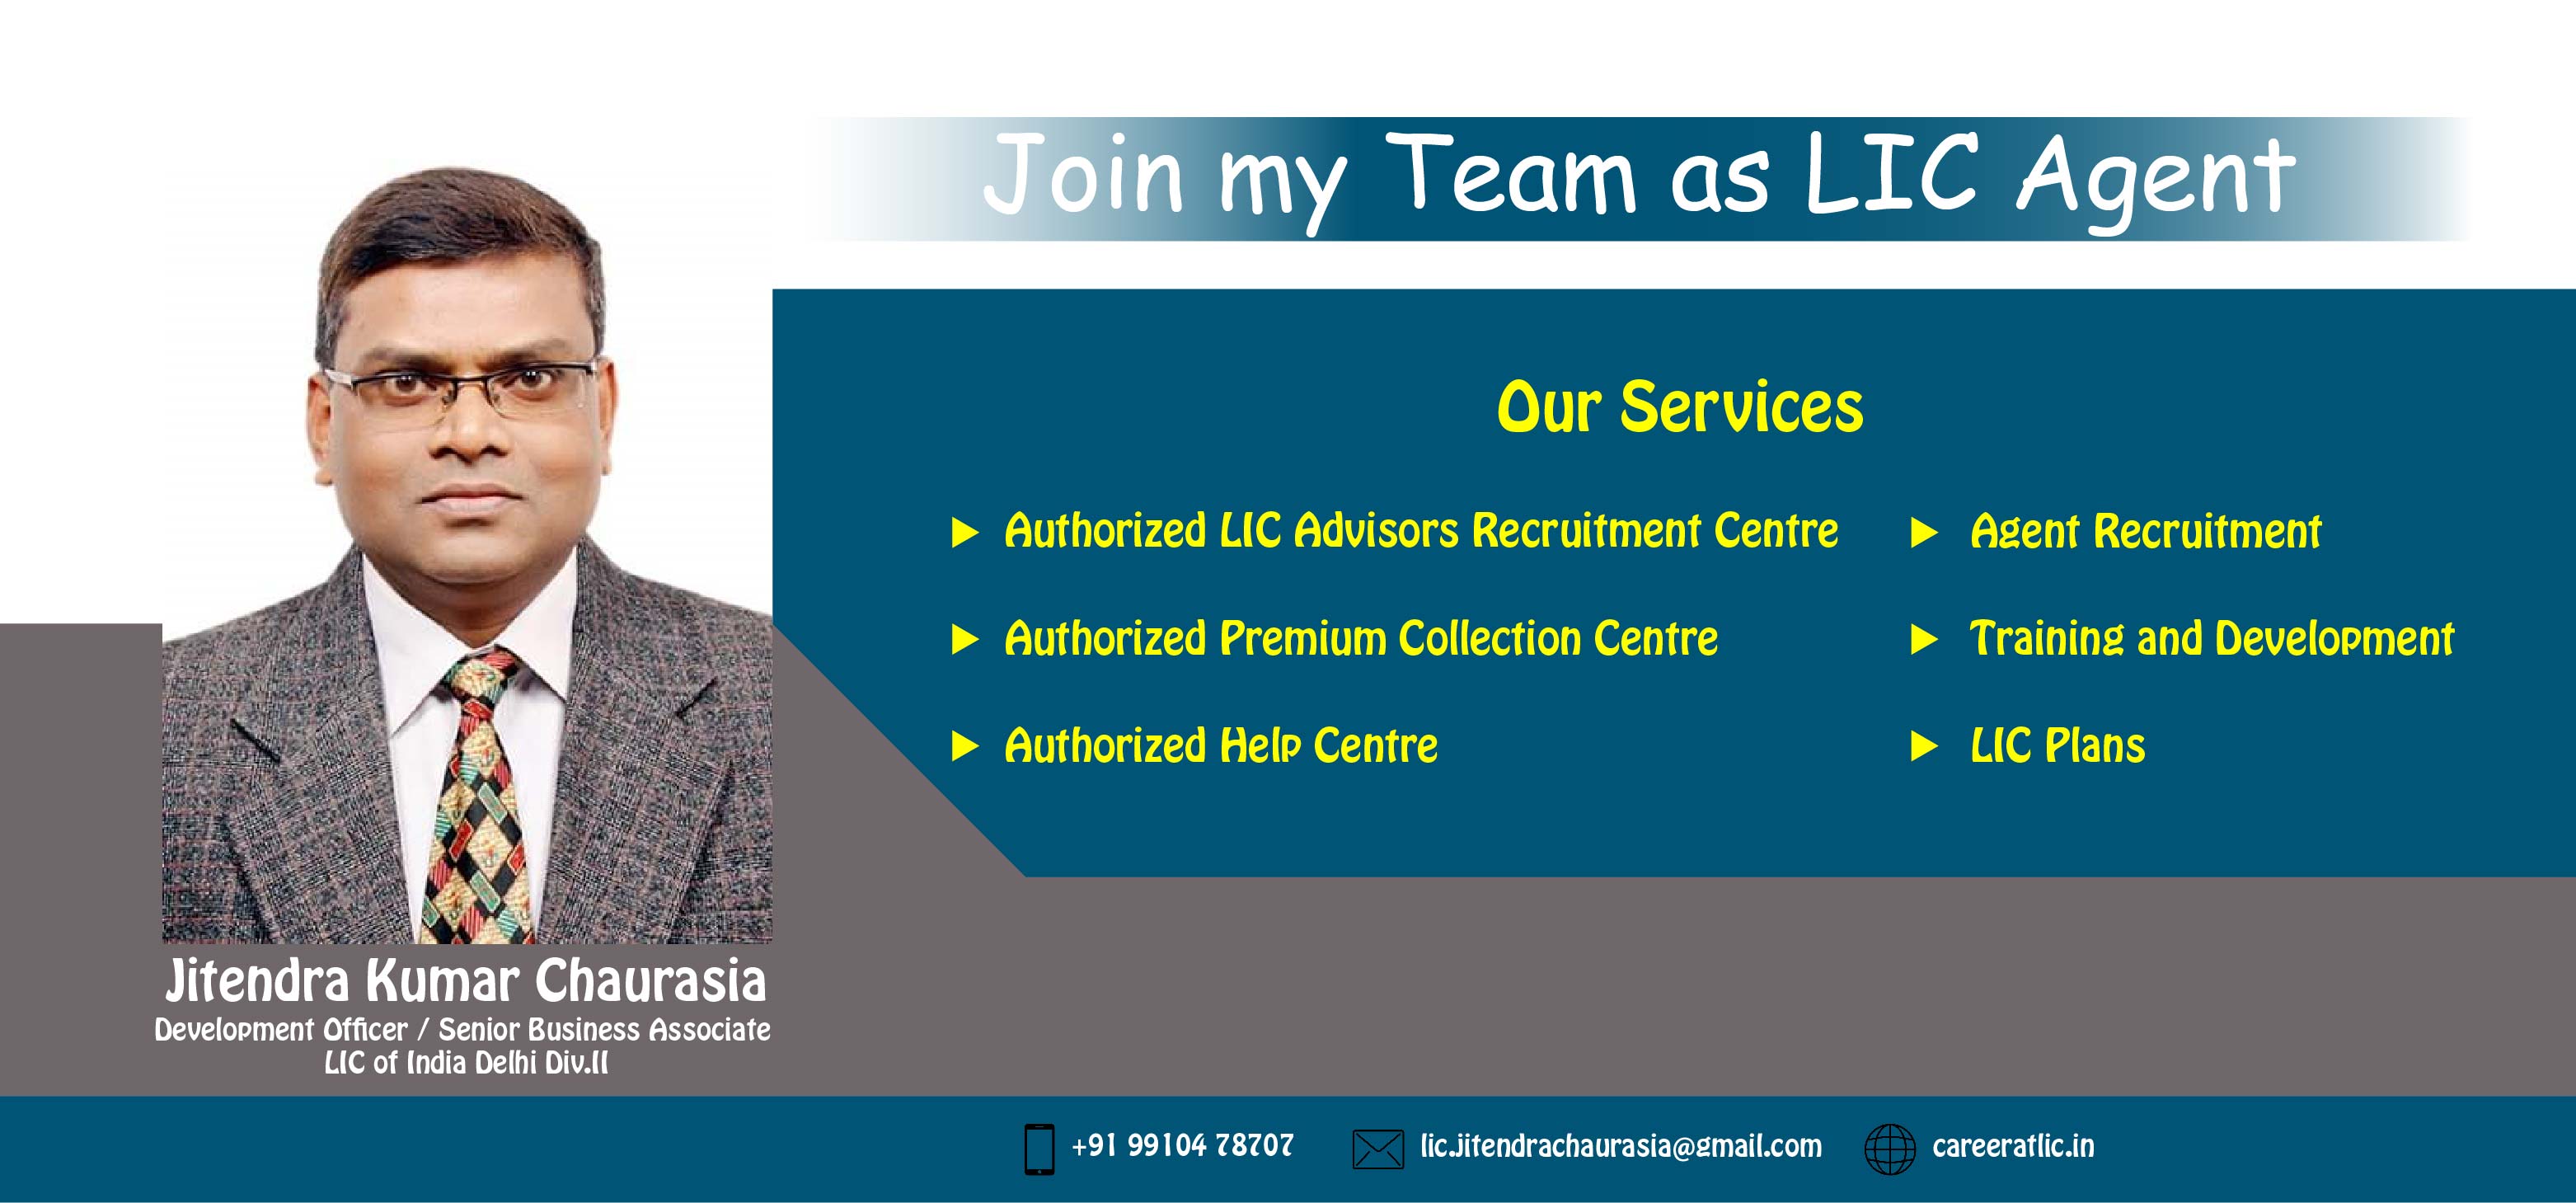 Join my Team as LIC Agent
Our Services
Authorized LIC Advisors Recruitment Centre
Authorized Premium Collection Centre
Authorized Help Centre
Agent Recruitment
Training and Development
LIC Plans
Jitendra Kumar Chaurasia
Development Officer / Senior Business Associate
LIC of India Delhi Div.II
+91 99104 78707
lic.jitendrachaurasia@gmail.com
careeratlic.in